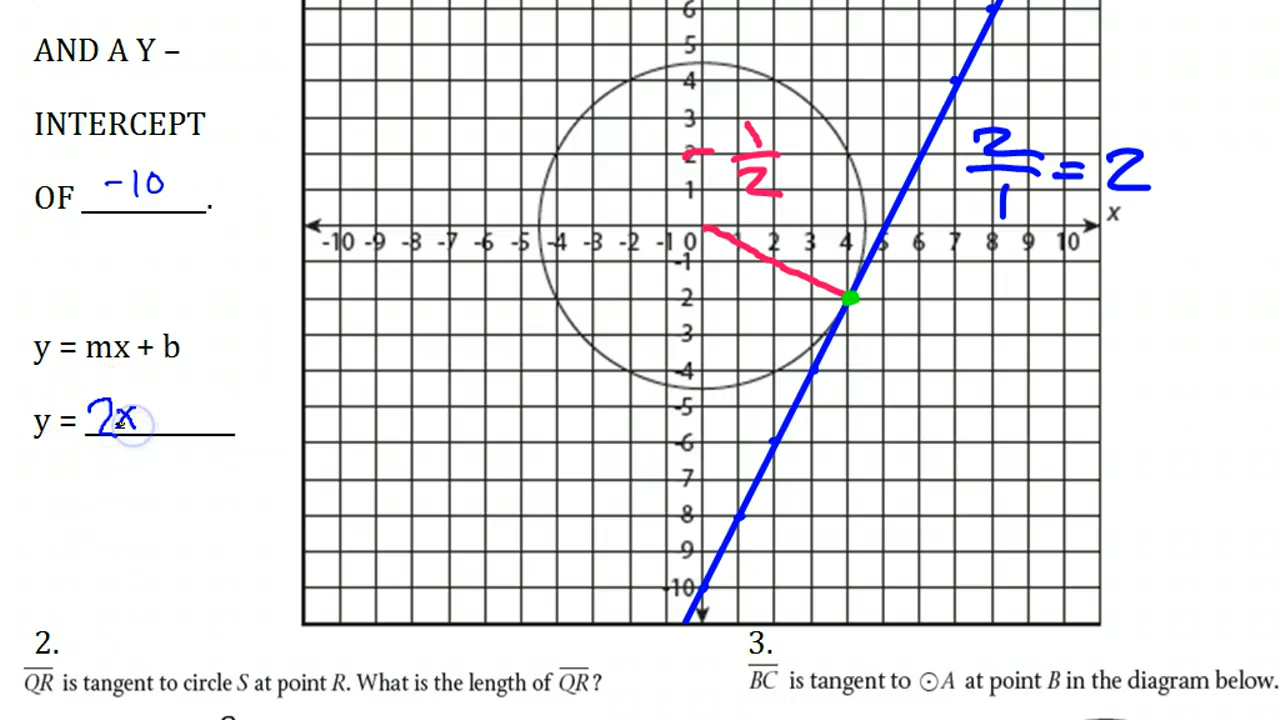 AND A Y –
INTERCEPT
OF -10.
y = mx + b
y = 2x
6
5
4
3
2
1
- 1/2
2/1 = 2
x
-10 -9 -8 -7 -6 -5 -4 -3 -2 -1 0 1 2 3 4 5 6 7 8 9 10
-1
2
3
-4
-5
-6
7
8
9
-10
2.
QR is tangent to circle S at point R. What is the length of QR?
3.
BC is tangent to ⊙A at point B in the diagram below.